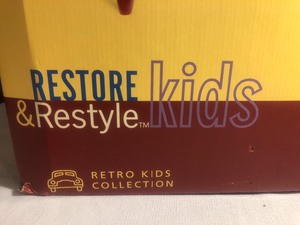 RESTORE kids
&Restyle™
RETRO KIDS
COLLECTION